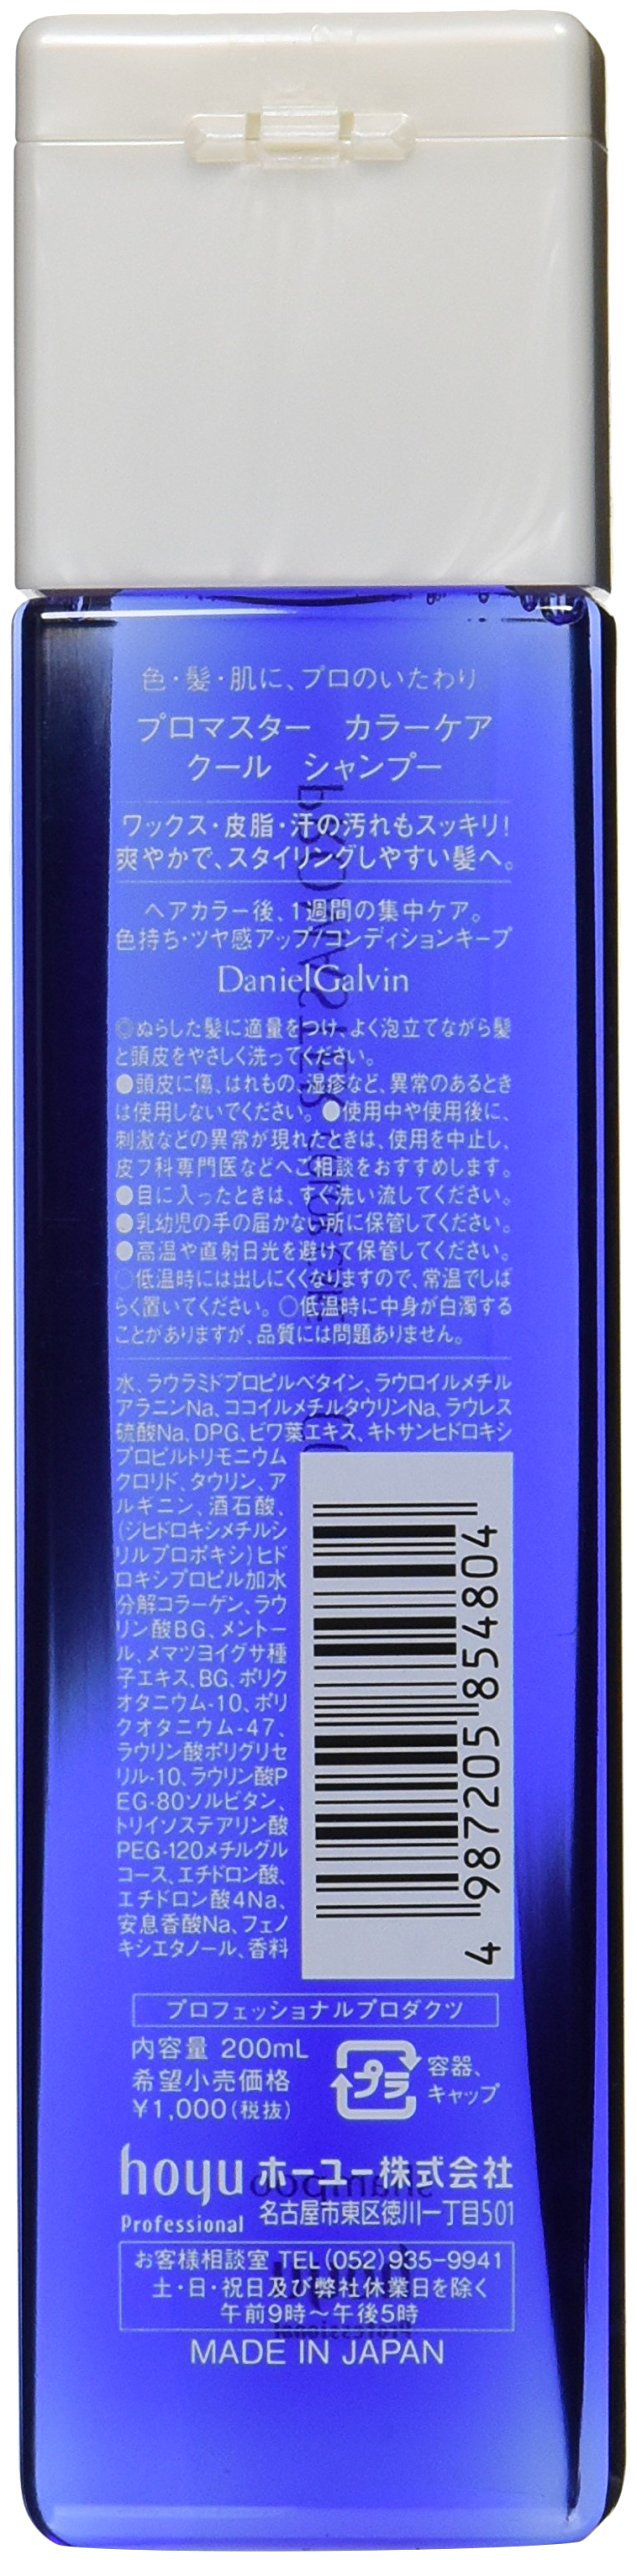 色・髪・肌に、プロのいたわり
プロマスター　カラーケア
クール　シャンプー
ワックス・皮脂・汗の汚れもスッキリ!
爽やかで、スタイリングしやすい髪へ。
ヘアカラー後、1週間の集中ケア。
色持ち・ツヤ感アップ/コンディションキープ
DanielGalvin
◎ぬらした髪に適量をつけ、よく泡立てながら髪
と頭皮をやさしく洗ってください。
●頭皮に傷、はれもの、湿疹など、異常のあるとき
は使用しないでください。●使用中や使用後に、
刺激などの異常が現れたときは、使用を中止し、
皮フ科専門医などへご相談をおすすめします。
●目に入ったときは、すぐ洗い流してください。
●乳幼児の手の届かない所に保管してください。
●高温や直射日光を避けて保管してください。
○低温時には出しにくくなりますので、常温でしば
らく置いてください。○低温時に中身が白濁する
ことがありますが、品質には問題ありません。
水、ラウラミドプロピルベタイン、ラウロイルメチル
アラニンNa、ココイルメチルタウリンNa、ラウレス
硫酸Na、DPG、ビワ葉エキス、キトサンヒドロキシ
プロピルトリモニウム
クロリド、タウリン、ア
ルギニン、酒石酸、
(ジヒドロキシメチルシ
リルプロポキシ)ヒド
ロキシプロピル加水
分解コラーゲン、ラウ
リン酸BG、メントー
ル、メマツヨイグサ種
子エキス、BG、ポリク
オタニウム-10、ポリ
クオタニウム-47、
ラウリン酸ポリグリセ
リル-10、ラウリン酸P
EG-80ソルビタン、
トリイソステアリン酸
PEG-120メチルグル
コース、エチドロン酸、
エチドロン酸4Na、
安息香酸Na、フェノ
キシエタノール、香料
4 987205 854804
プロフェッショナルプロダクツ
内容量 200mL
希望小売価格
¥1,000(税抜)
プラ
容器、
キャップ
hoyu ホーユー株式会社
Professional 名古屋市東区徳川一丁目501
お客様相談室 TEL(052)935-9941
土・日・祝日及び弊社休業日を除く
午前9時〜午後5時
MADE IN JAPAN